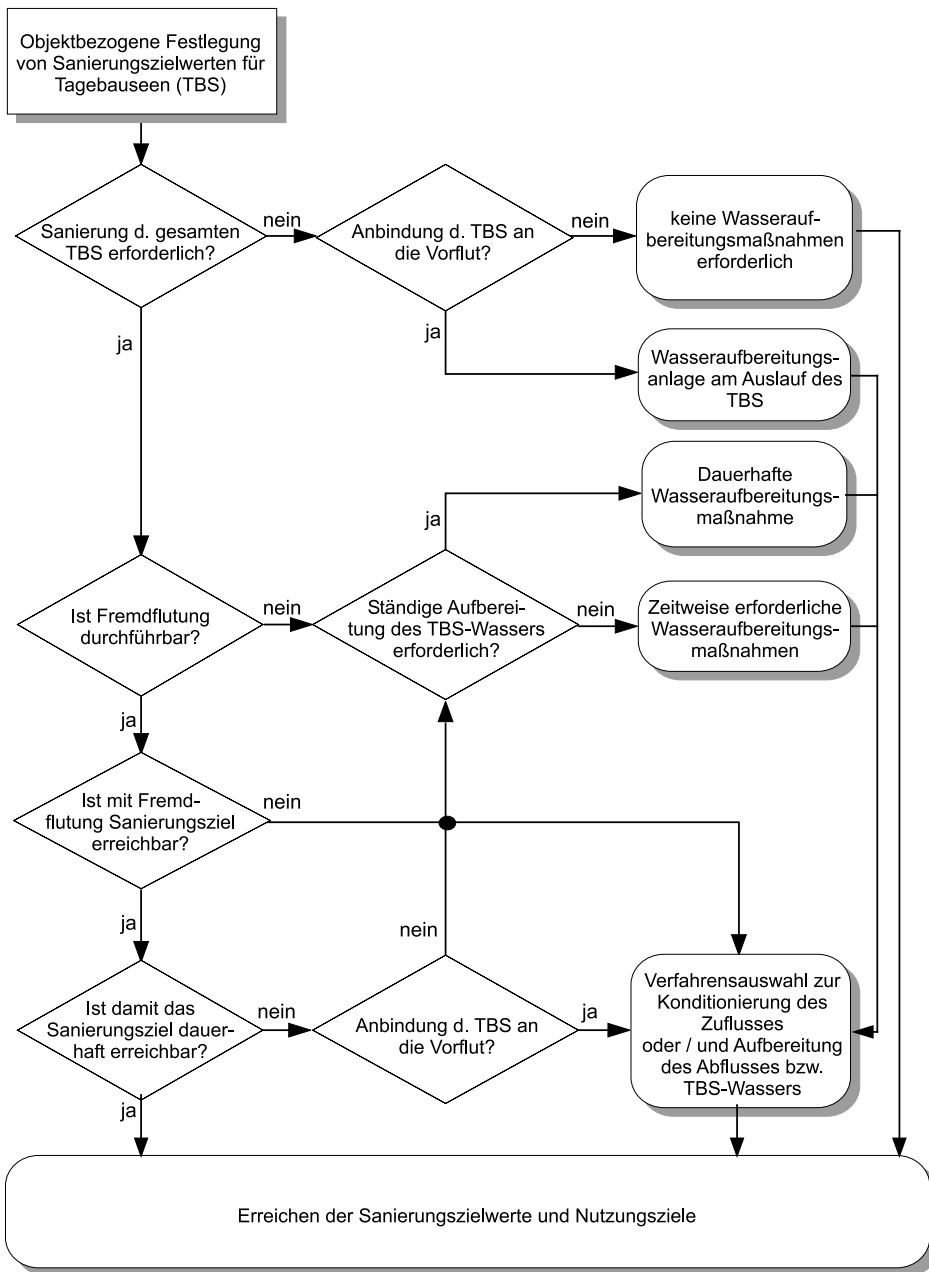 Objektbezogene Festlegung
von Sanierungszielwerten für
Tagebauseen (TBS)
Sanierung d. gesamten
TBS erforderlich?
nein
Anbindung d. TBS an
die Vorflut?
nein
keine Wasserauf-
bereitungsmaßnahmen
erforderlich
ja
ja
Wasseraufbereitungs-
anlage am Auslauf des
TBS
Dauerhafte
Wasseraufbereitungs-
maßnahme
ja
Ist Fremdflutung
durchführbar?
nein
Ständige Aufberei-
tung des TBS-Wassers
erforderlich?
nein
Zeitweise erforderliche
Wasseraufbereitungs-
maßnahmen
ja
Ist mit Fremd-
flutung Sanierungsziel
erreichbar?
nein
ja
nein
Ist damit das
Sanierungsziel dauer-
haft erreichbar?
nein
Anbindung d. TBS an
die Vorflut?
ja
Verfahrensauswahl zur
Konditionierung des
Zuflusses
oder / und Aufbereitung
des Abflusses bzw.
TBS-Wassers
ja
Erreichen der Sanierungszielwerte und Nutzungsziele